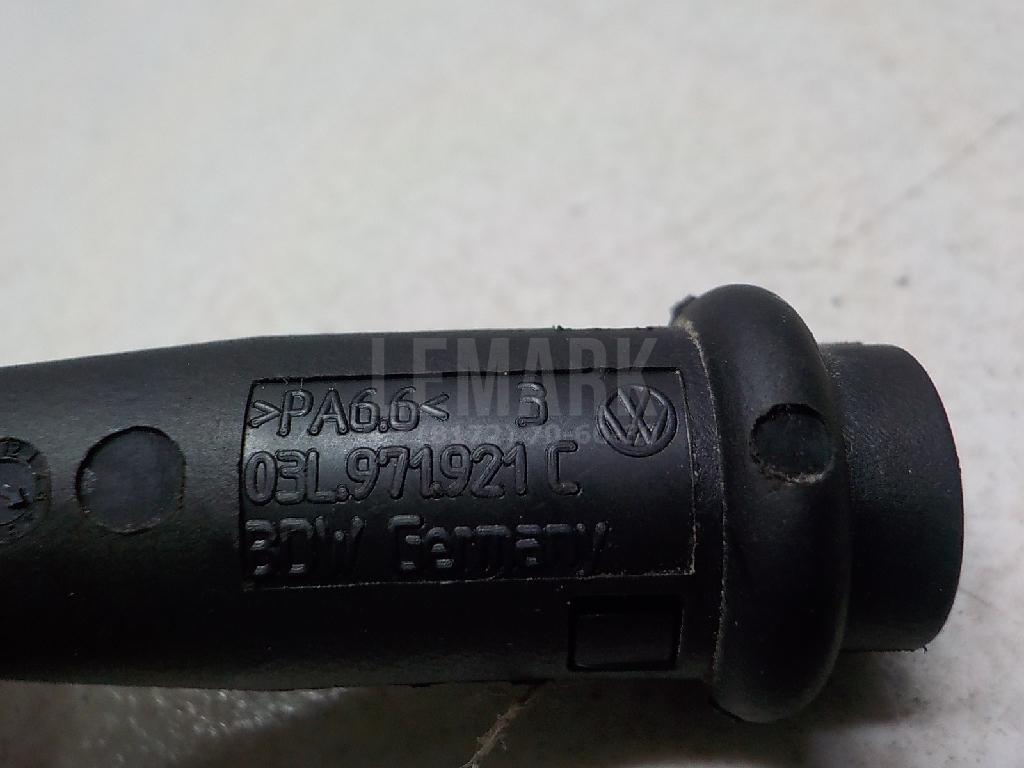 LEMARK
>PA6.6< 3
03L.971.921 C
BDW Germany